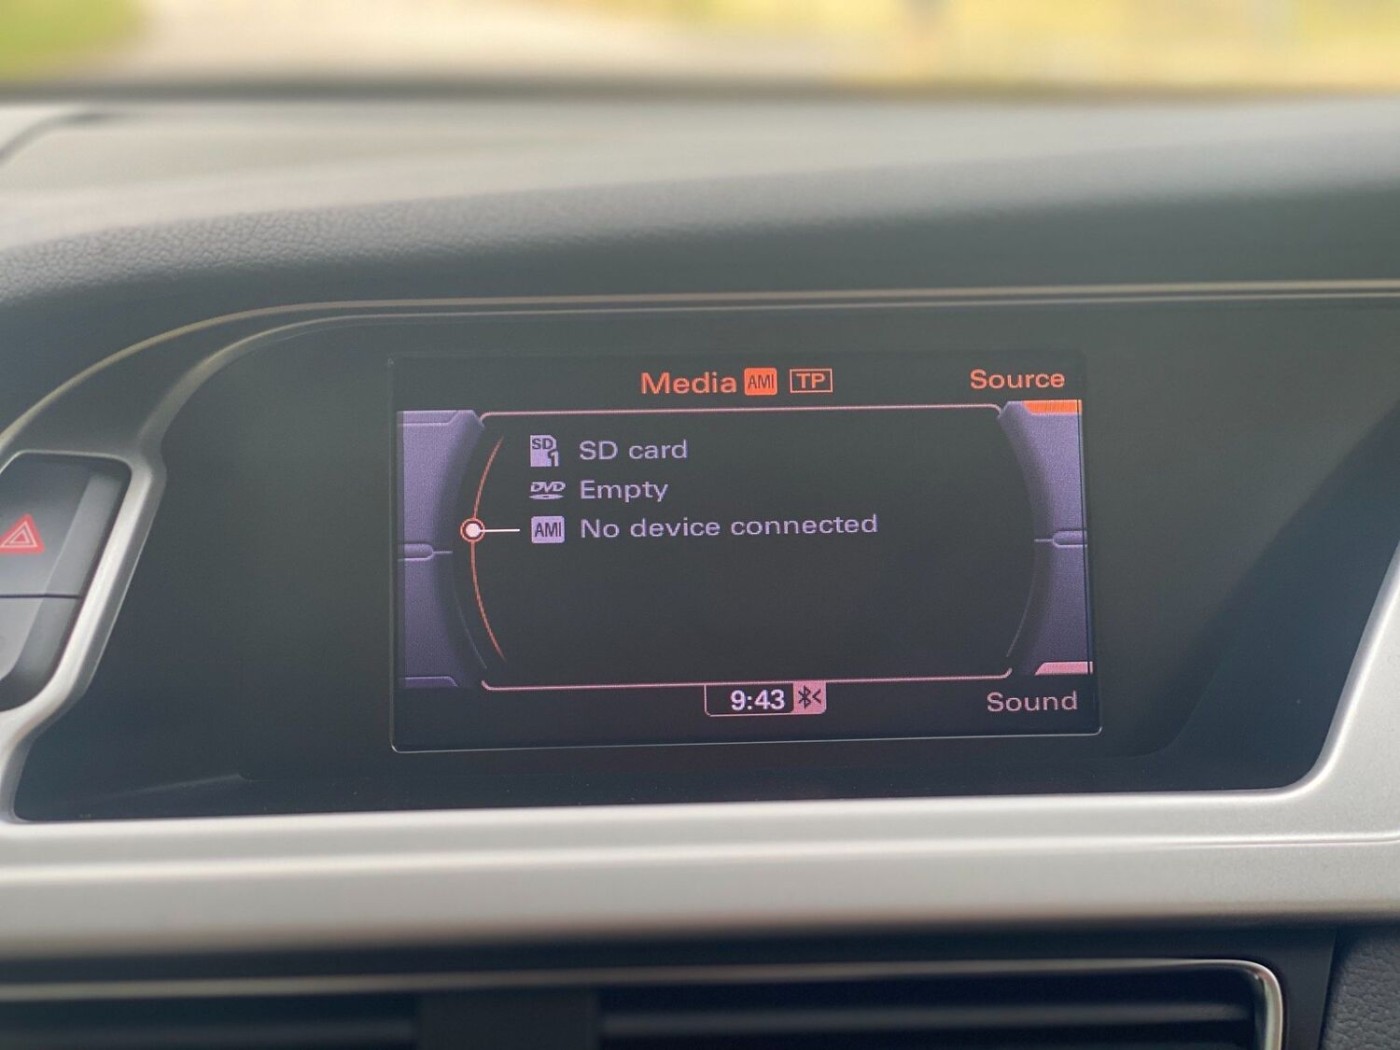 Media AMI TP Source
SD 1 SD card
DVD Empty
AMI No device connected
9:43 Sound